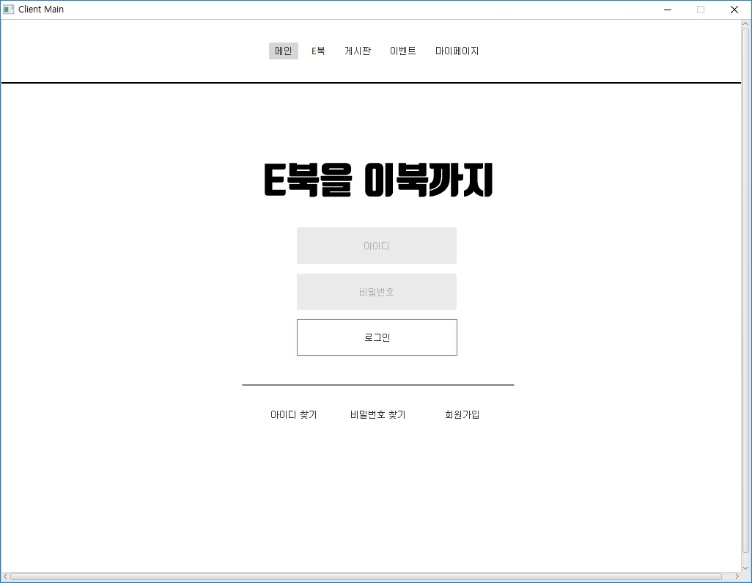 Client Main
메인 E북 게시판 이벤트 마이페이지
E북을 이북까지
아이디
비밀번호
로그인
아이디 찾기 비밀번호 찾기 회원가입